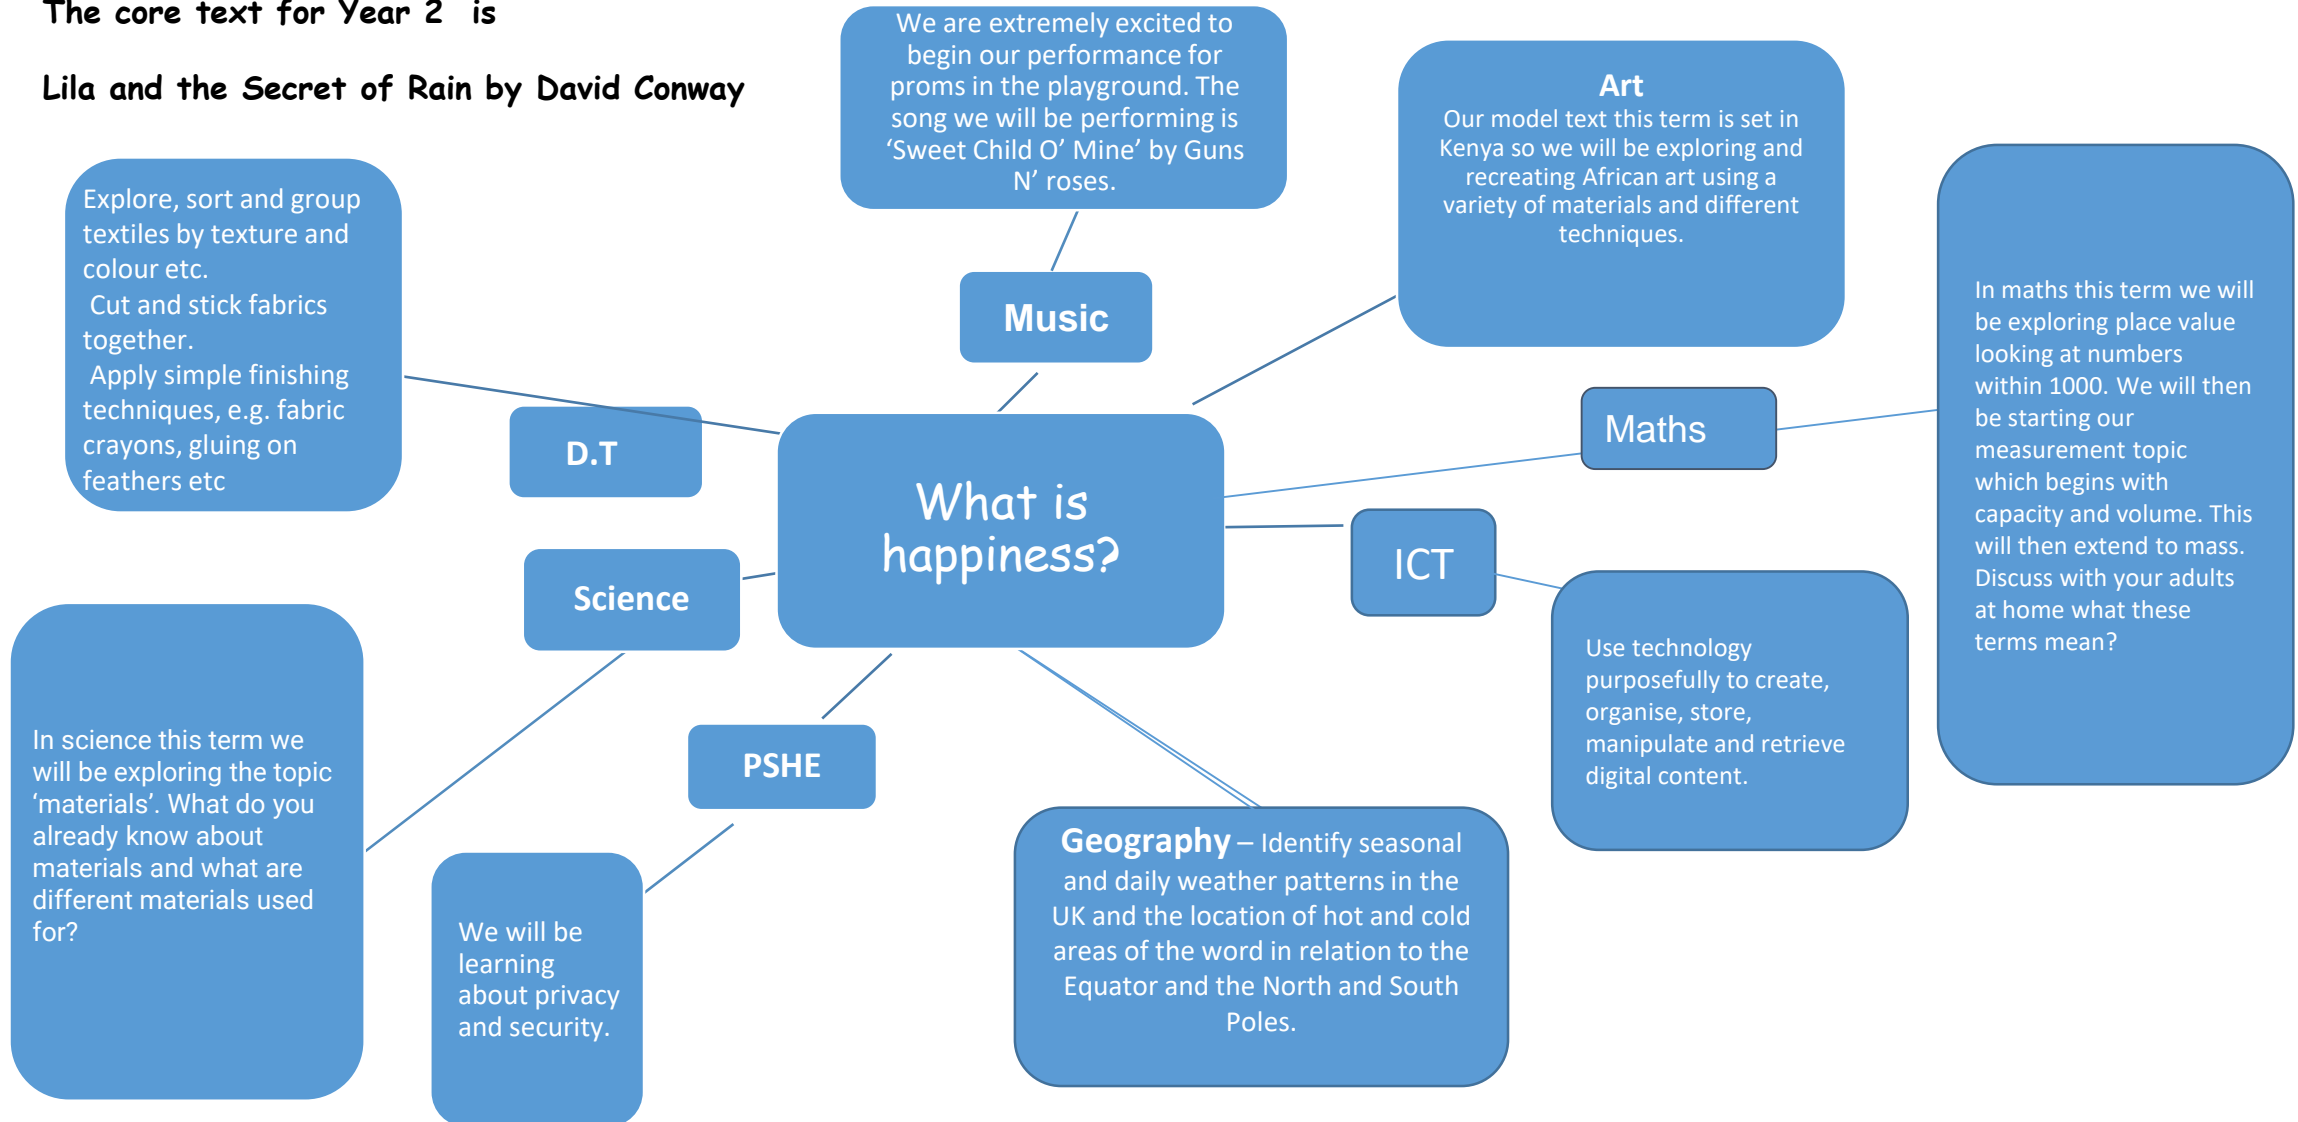 The core text for Year 2 is
Lila and the Secret of Rain by David Conway
We are extremely excited to
begin our performance for
proms in the playground. The
song we will be performing is
‘Sweet Child O’ Mine’ by Guns
N’ roses.
Music
Art
Our model text this term is set in
Kenya so we will be exploring and
recreating African art using a
variety of materials and different
techniques.
Explore, sort and group
textiles by texture and
colour etc.
Cut and stick fabrics
together.
Apply simple finishing
techniques, e.g. fabric
crayons, gluing on
feathers etc
D.T
What is
happiness?
Maths
In maths this term we will
be exploring place value
looking at numbers
within 1000. We will then
be starting our
measurement topic
which begins with
capacity and volume. This
will then extend to mass.
Discuss with your adults
at home what these
terms mean?
ICT
Use technology
purposefully to create,
organise, store,
manipulate and retrieve
digital content.
Science
In science this term we
will be exploring the topic
‘materials’. What do you
already know about
materials and what are
different materials used
for?
PSHE
We will be
learning
about privacy
and security.
Geography – Identify seasonal
and daily weather patterns in the
UK and the location of hot and cold
areas of the word in relation to the
Equator and the North and South
Poles.